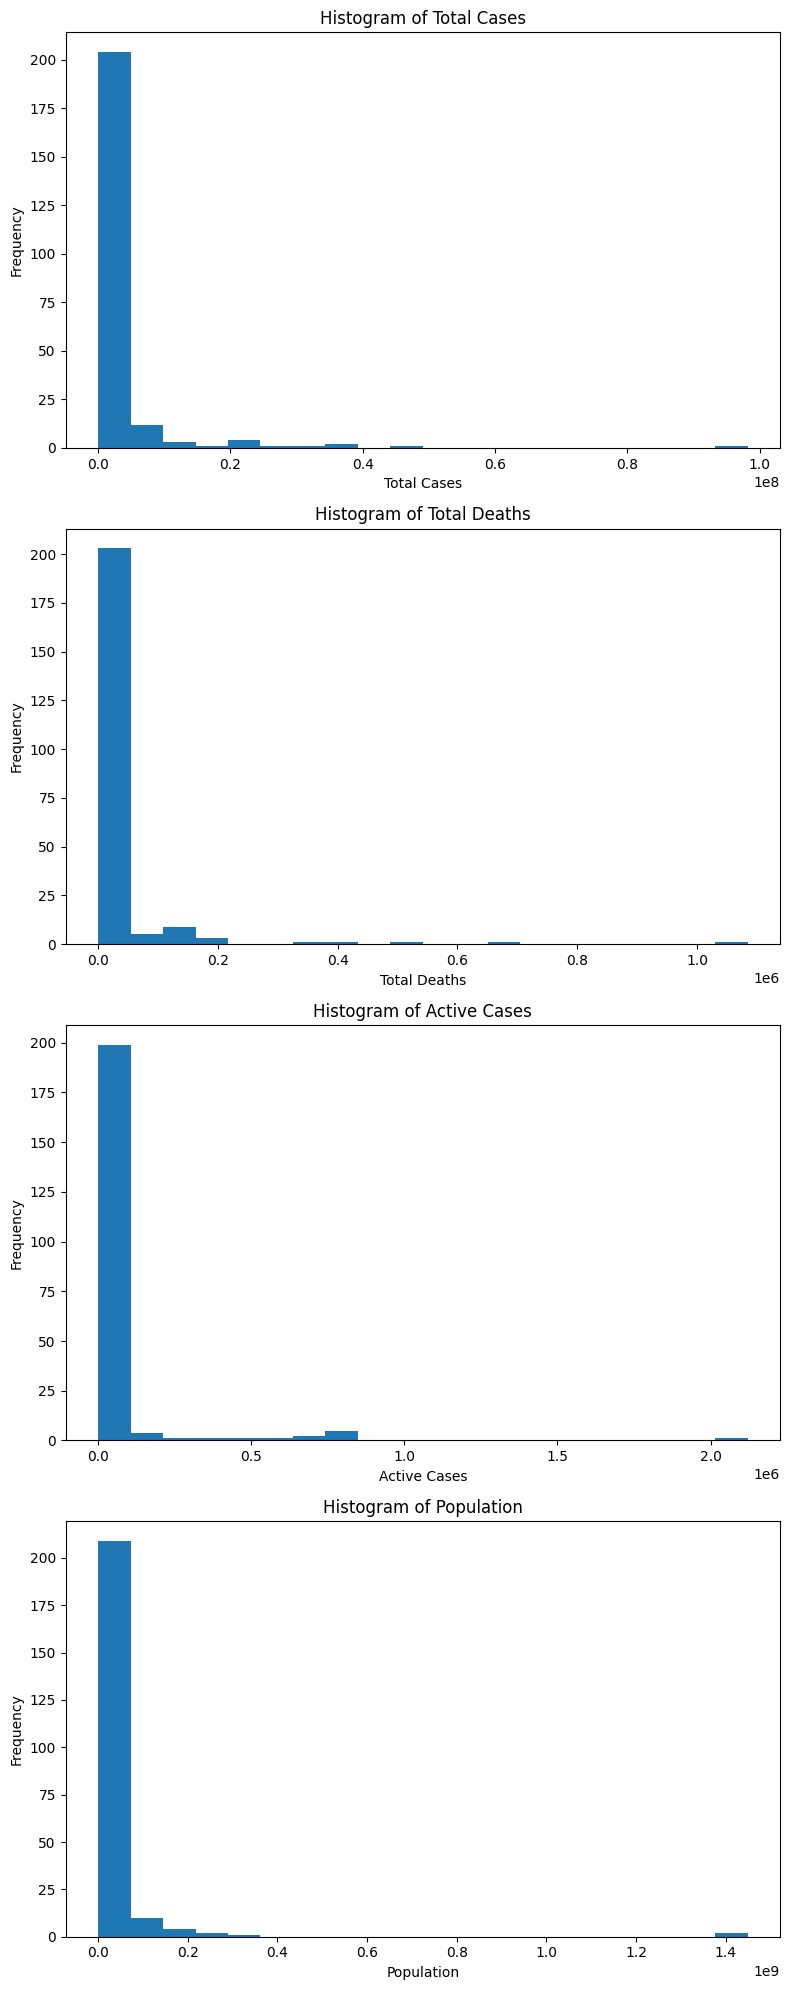 Histogram of Total Cases
200
175
150
125
100
75
50
25
0
Frequency
0.0 0.2 0.4 0.6 0.8 1.0
1e8
Total Cases
Histogram of Total Deaths
200
175
150
125
100
75
50
25
0
Frequency
0.0 0.2 0.4 0.6 0.8 1.0
1e6
Total Deaths
Histogram of Active Cases
200
175
150
125
100
75
50
25
0
Frequency
0.0 0.5 1.0 1.5 2.0
1e6
Active Cases
Histogram of Population
200
175
150
125
100
75
50
25
0
Frequency
0.0 0.2 0.4 0.6 0.8 1.0 1.2 1.4
1e9
Population